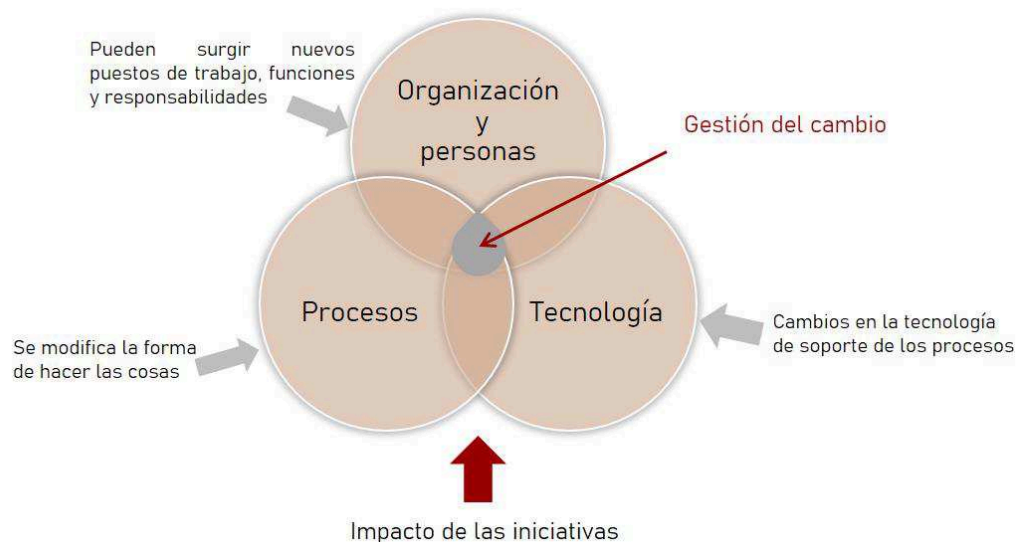 Pueden surgir nuevos
puestos de trabajo, funciones
y responsabilidades
Organización
y
personas
Gestión del cambio
Procesos
Tecnología
Se modifica la forma
de hacer las cosas
Cambios en la tecnología
de soporte de los procesos
Impacto de las iniciativas